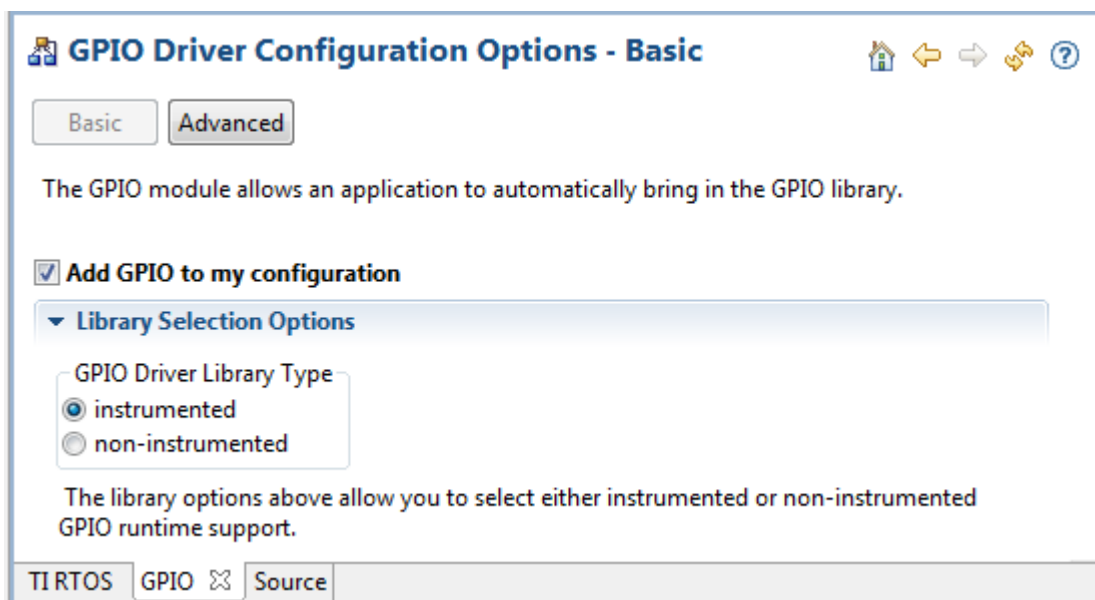 GPIO Driver Configuration Options - Basic
Basic Advanced
The GPIO module allows an application to automatically bring in the GPIO library.
Add GPIO to my configuration
Library Selection Options
GPIO Driver Library Type
instrumented
non-instrumented
The library options above allow you to select either instrumented or non-instrumented
GPIO runtime support.
TI RTOS GPIO Source